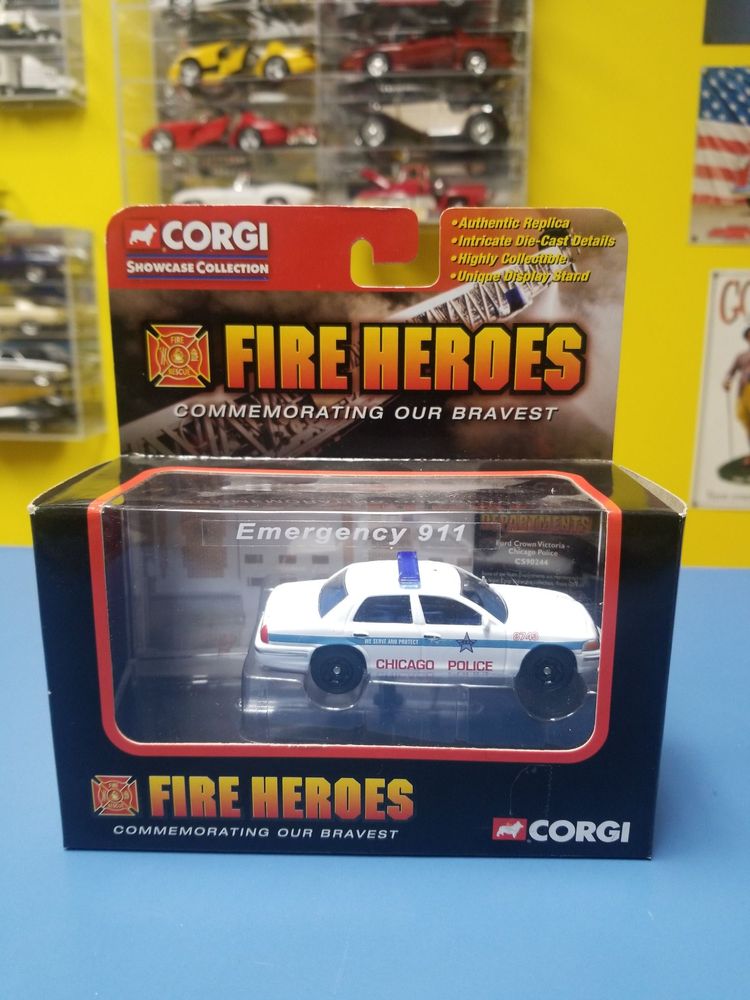 CORGI
SHOWCASE COLLECTION
•Authentic Replica
•Intricate Die-Cast Details
•Highly Collectible
•Unique Display Stand
FIRE
RESCUE
FIRE HEROES
COMMEMORATING OUR BRAVEST
Emergency 911
DEPARTMENTS
Ford Crown Victoria -
Chicago Police
CS90244
WE SERVE AND PROTECT
CHICAGO POLICE
FIRE HEROES
COMMEMORATING OUR BRAVEST
CORGI
GO